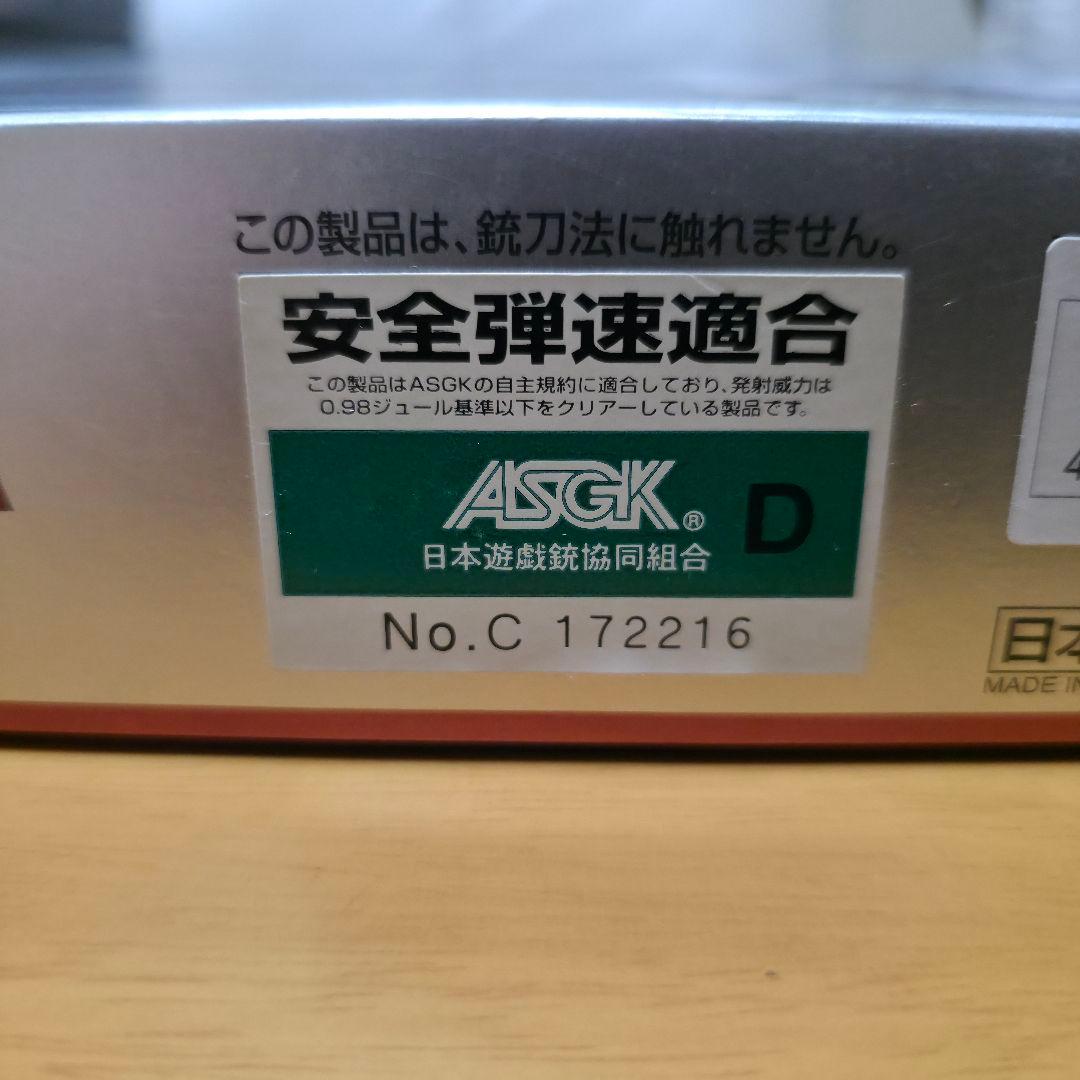 この製品は、銃刀法に触れません。
安全弾速適合
この製品はASGKの自主規約に適合しており、発射威力は
0.98ジュール基準以下をクリアーしている製品です。
ASGK®
D
日本遊戯銃協同組合
No.C 172216
4
日本
MADE IN